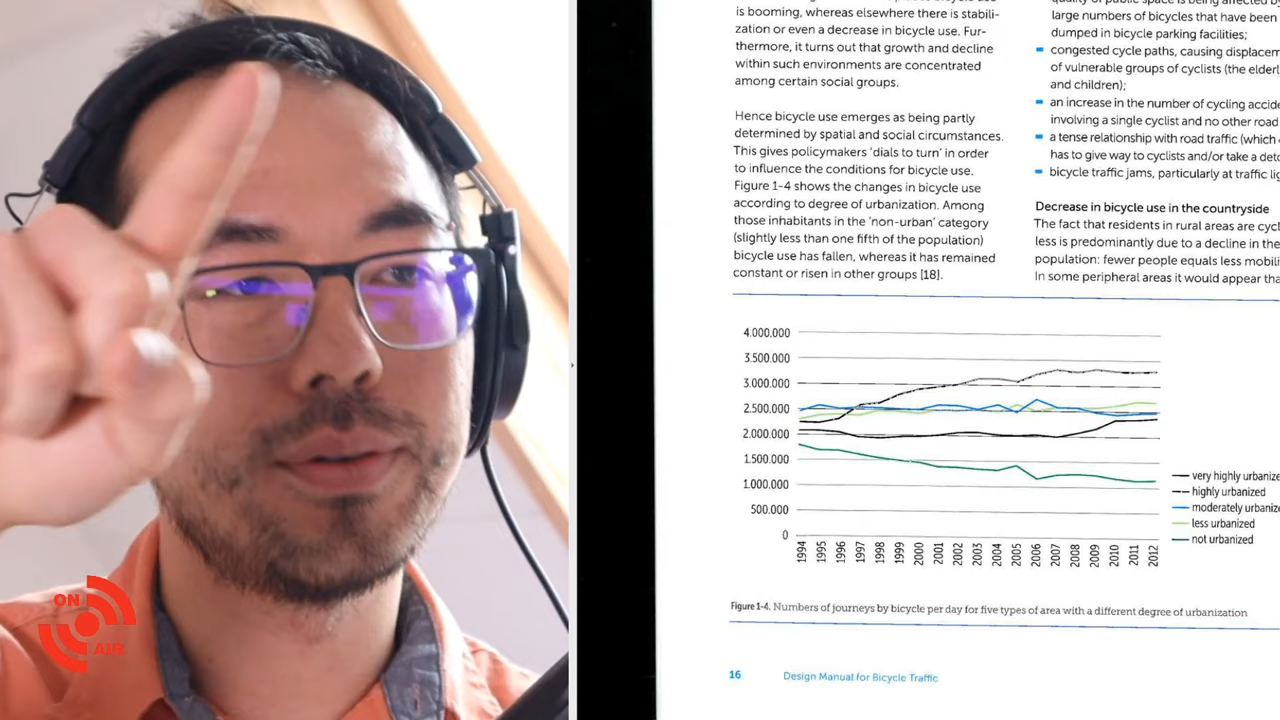 ON
AIR
is booming, whereas elsewhere there is stabili-
zation or even a decrease in bicycle use. Fur-
thermore, it turns out that growth and decline
within such environments are concentrated
among certain social groups.
Hence bicycle use emerges as being partly
determined by spatial and social circumstances.
This gives policymakers 'dials to turn' in order
to influence the conditions for bicycle use.
Figure 1-4 shows the changes in bicycle use
according to degree of urbanization. Among
those inhabitants in the 'non-urban' category
(slightly less than one fifth of the population)
bicycle use has fallen, whereas it has remained
constant or risen in other groups [18].
quality of public space is being affected by
large numbers of bicycles that have been
dumped in bicycle parking facilities;
congested cycle paths, causing displacem
of vulnerable groups of cyclists (the elderl
and children);
an increase in the number of cycling accide
involving a single cyclist and no other road
a tense relationship with road traffic (which
has to give way to cyclists and/or take a deto
bicycle traffic jams, particularly at traffic lig
Decrease in bicycle use in the countryside
The fact that residents in rural areas are cycl
less is predominantly due to a decline in the
population: fewer people equals less mobili
In some peripheral areas it would appear tha
4.000.000
3.500.000
3.000.000
2.500.000
2.000.000
1.500.000
1.000.000
500.000
0
1994 1995 1996 1997 1998 1999 2000 2001 2002 2003 2004 2005 2006 2007 2008 2009 2010 2011 2012
very highly urbanize
highly urbanized
moderately urbanize
less urbanized
not urbanized
Figure 1-4. Numbers of journeys by bicycle per day for five types of area with a different degree of urbanization
16 Design Manual for Bicycle Traffic